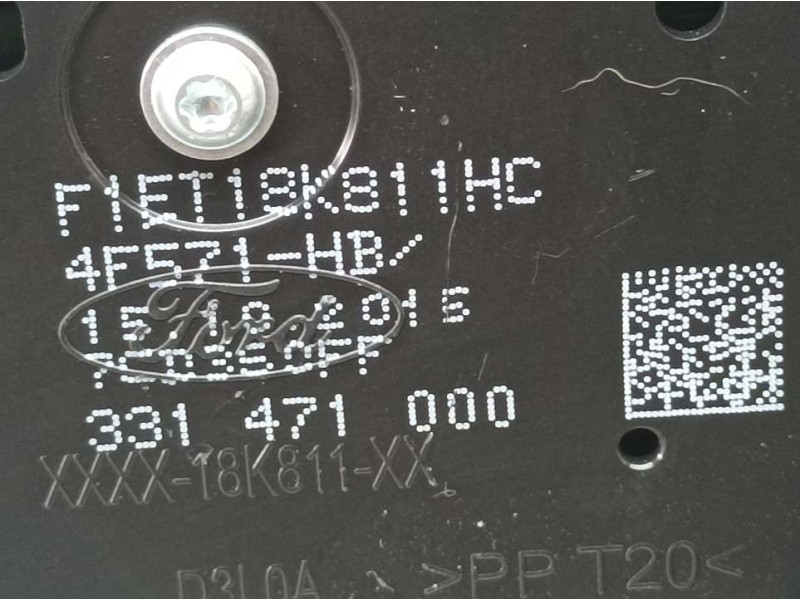 F1ET18K811HC
4F571-HB/
Ford
331 471 000
XXXX-18K811-XX
>PP T20<